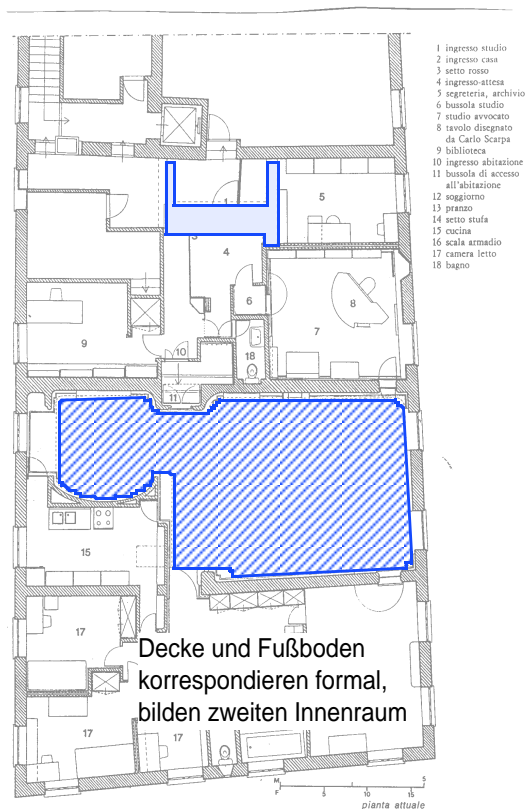 1 ingresso studio
2 ingresso casa
3 setto rosso
4 ingresso-attesa
5 segreteria, archivio
6 bussola studio
7 studio avvocato
8 tavolo disegnato
da Carlo Scarpa
9 biblioteca
10 ingresso abitazione
11 bussola di accesso
all'abitazione
12 soggiorno
13 pranzo
14 setto stufa
15 cucina
16 scala armadio
17 camera letto
18 bagno
1
5
3
4
6
8
7
9
10
18
11
15
17
Decke und Fußboden
korrespondieren formal,
bilden zweiten Innenraum
17
17
M
F
5
10
15
S
pianta attuale